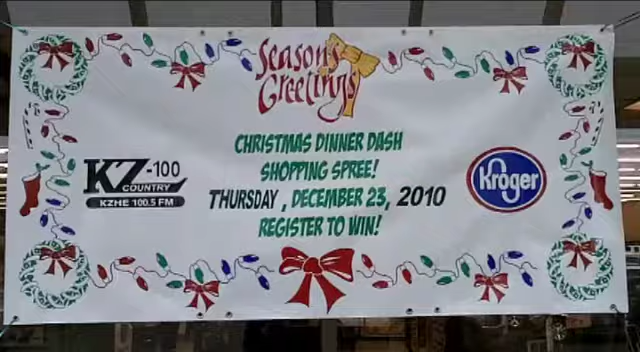 Season's
Greetings
CHRISTMAS DINNER DASH
SHOPPING SPREE!
THURSDAY , DECEMBER 23, 2010
REGISTER TO WIN!
KZ-100
COUNTRY
KZHE 100.5 FM
Kroger